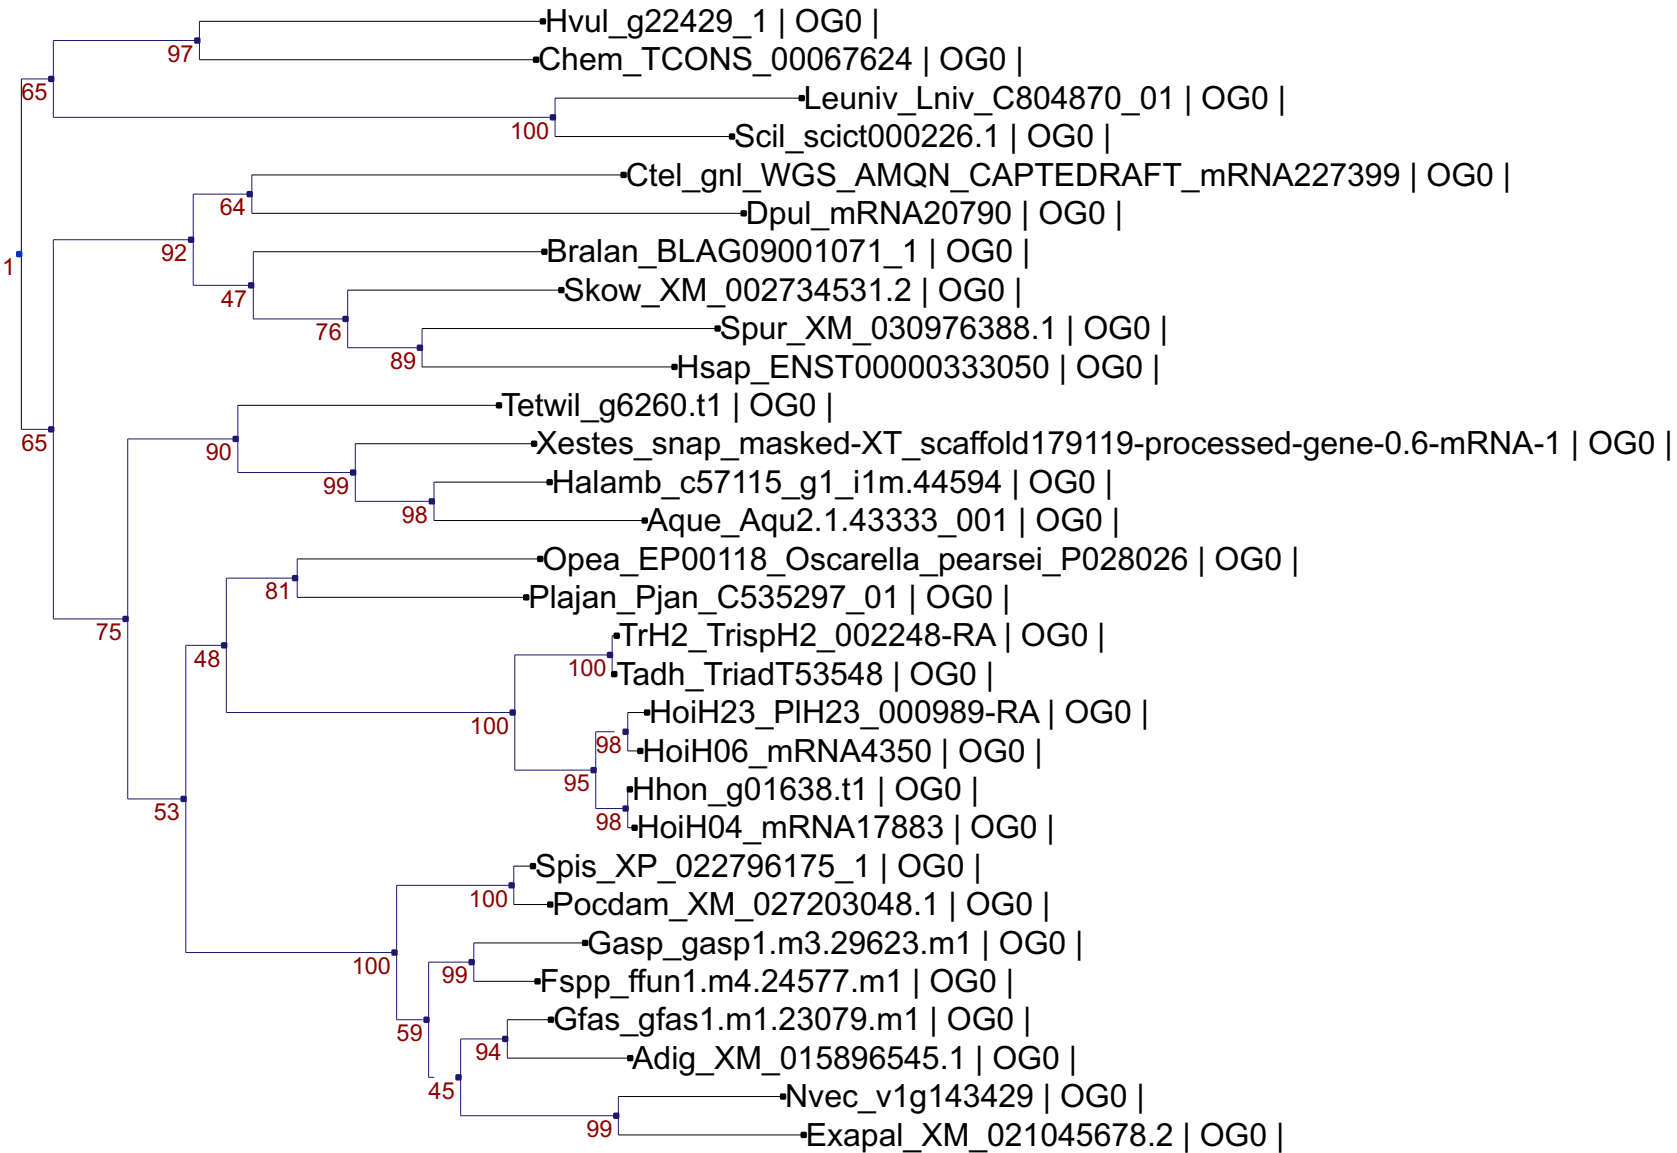 Hvul_g22429_1 | OG0 |
97
Chem_TCONS_00067624 | OG0 |
65
Leuniv_Lniv_C804870_01 | OG0 |
100
Scil_scict000226.1 | OG0 |
Ctel_gnl_WGS_AMQN_CAPTEDRAFT_mRNA227399 | OG0 |
64
Dpul_mRNA20790 | OG0 |
92
Bralan_BLAG09001071_1 | OG0 |
1
47
Skow_XM_002734531.2 | OG0 |
76
Spur_XM_030976388.1 | OG0 |
89
Hsap_ENST00000333050 | OG0 |
Tetwil_g6260.t1 | OG0 |
65
90
Xestes_snap_masked-XT_scaffold179119-processed-gene-0.6-mRNA-1 | OG0 |
99
Halamb_c57115_g1_i1m.44594 | OG0 |
98
Aque_Aqu2.1.43333_001 | OG0 |
Opea_EP00118_Oscarella_pearsei_P028026 | OG0 |
81
Plajan_Pjan_C535297_01 | OG0 |
75
TrH2_TrispH2_002248-RA | OG0 |
48
100
Tadh_TriadT53548 | OG0 |
HoiH23_PlH23_000989-RA | OG0 |
100
98
HoiH06_mRNA4350 | OG0 |
95
Hhon_g01638.t1 | OG0 |
53
98
HoiH04_mRNA17883 | OG0 |
Spis_XP_022796175_1 | OG0 |
100
Pocdam_XM_027203048.1 | OG0 |
Gasp_gasp1.m3.29623.m1 | OG0 |
100
99
Fspp_ffun1.m4.24577.m1 | OG0 |
Gfas_gfas1.m1.23079.m1 | OG0 |
59
94
Adig_XM_015896545.1 | OG0 |
45
Nvec_v1g143429 | OG0 |
99
Exapal_XM_021045678.2 | OG0 |